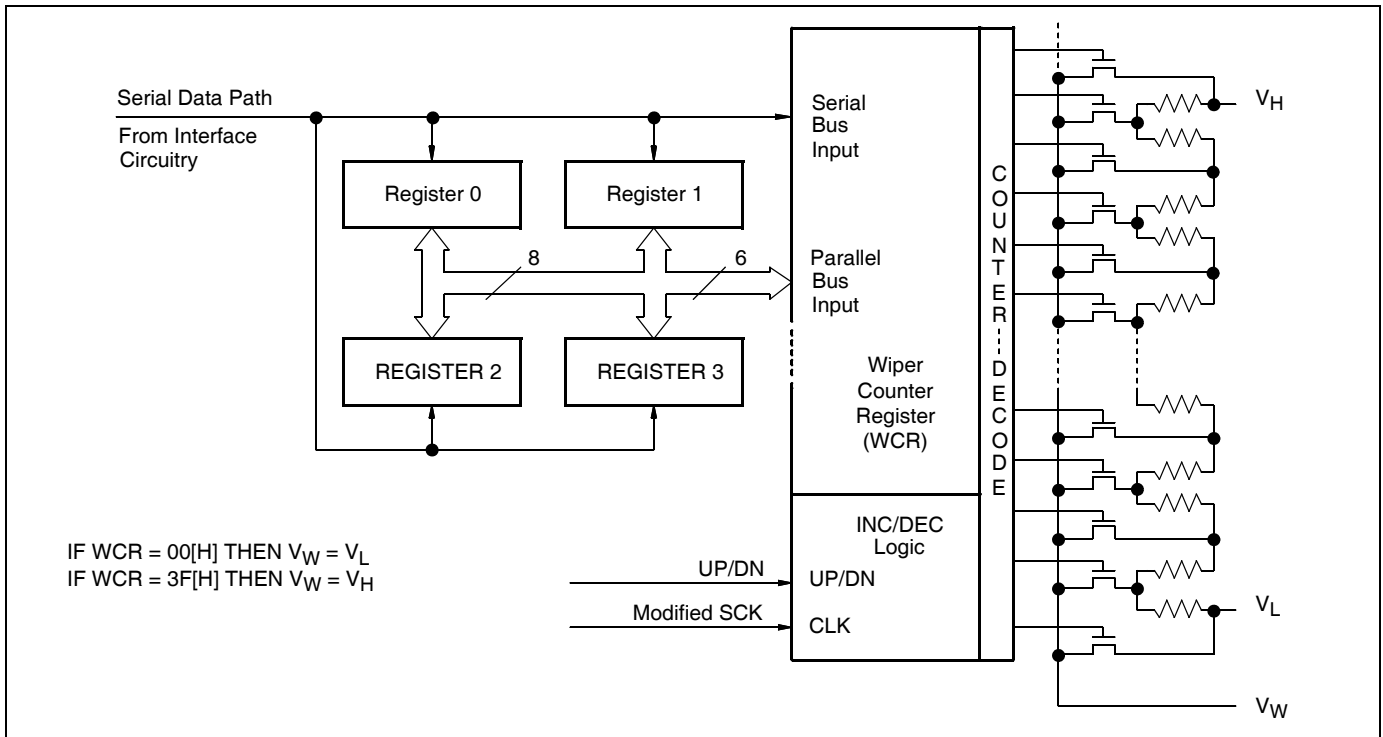 Serial Data Path
From Interface
Circuitry
Register 0
Register 1
8
6
REGISTER 2
REGISTER 3
Serial
Bus
Input
Parallel
Bus
Input
Wiper
Counter
Register
(WCR)
INC/DEC
Logic
UP/DN
UP/DN
Modified SCK
CLK
IF WCR = 00[H] THEN VW = VL
IF WCR = 3F[H] THEN VW = VH
COUNTER
DECODE
VH
VL
VW